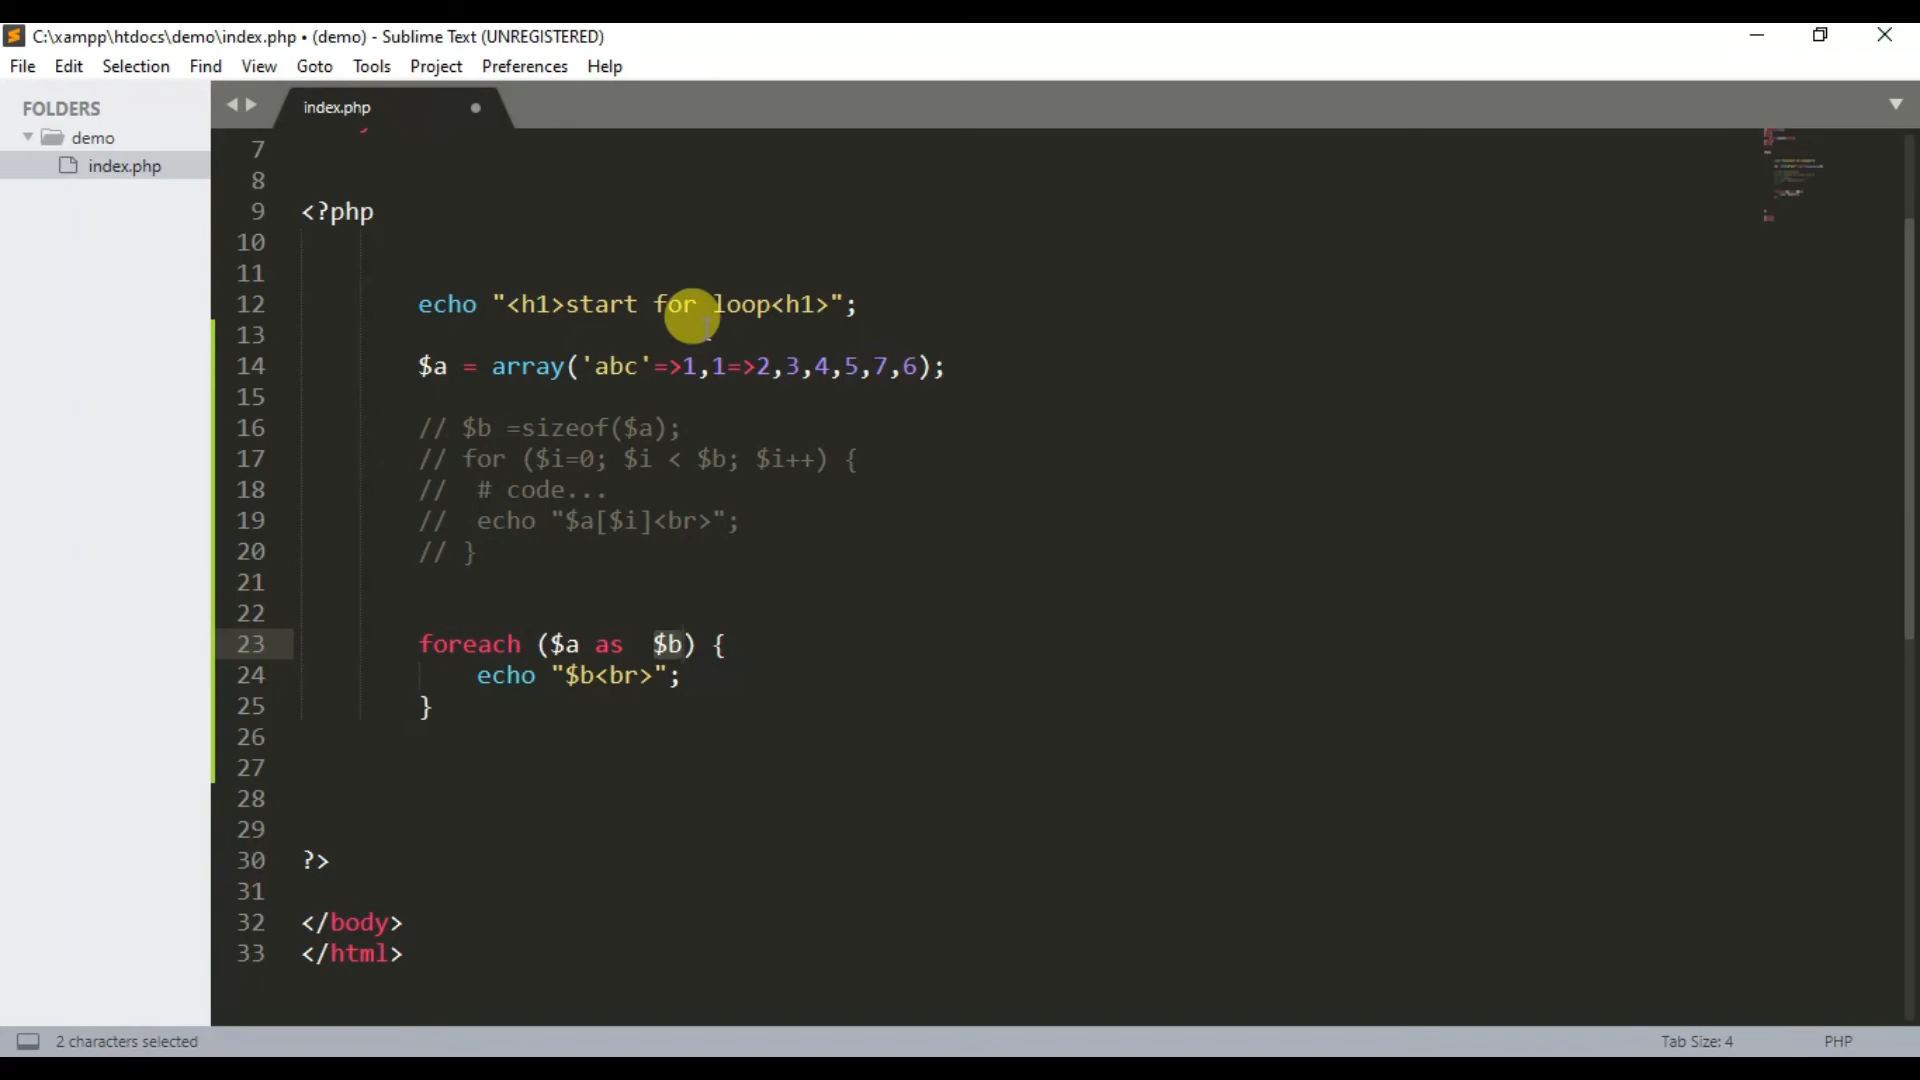 C:\xampp\htdocs\demo\index.php • (demo) - Sublime Text (UNREGISTERED)
File Edit Selection Find View Goto Tools Project Preferences Help
FOLDERS
demo
index.php
index.php
7
8
9 <?php
10
11
12 echo "<h1>start for loop<h1>";
13
14 $a = array('abc'=>1,1=>2,3,4,5,7,6);
15
16 // $b =sizeof($a);
17 // for ($i=0; $i < $b; $i++) {
18 //  # code...
19 //  echo "$a[$i]<br>";
20 // }
21
22
23 foreach ($a as  $b) {
24 echo "$b<br>";
25 }
26
27
28
29
30 ?>
31
32 </body>
33 </html>
2 characters selected
Tab Size: 4
PHP